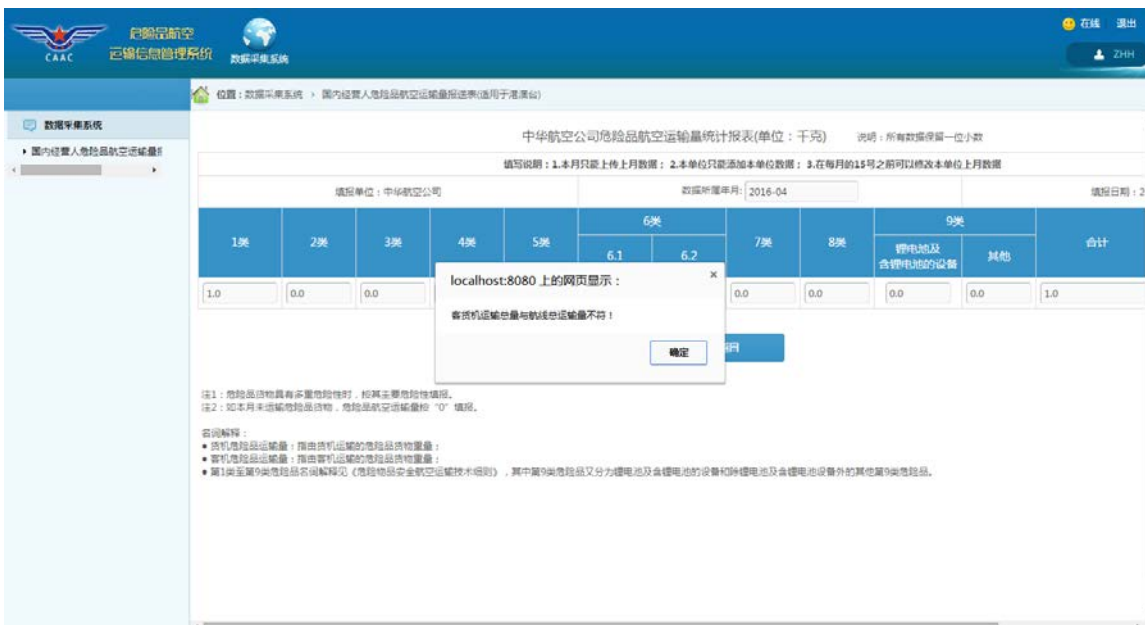 危险品航空
运输信息管理系统
CAAC
数据采集系统
在线 退出
ZHH
位置：数据采集系统 › 国内经营人危险品航空运输量报送表(适用于港澳台)
数据采集系统
国内经营人危险品航空运输量
中华航空公司危险品航空运输量统计报表(单位：千克) 说明：所有数据保留一位小数
填写说明：1.本月只能上传上月数据； 2.本单位只能添加本单位数据； 3.在每月的15号之前可以修改本单位上月数据
填报单位：中华航空公司 数据所属年月: 2016-04 填报日期：2
1类 2类 3类 4类 5类 6类 7类 8类 9类 合计
6.1 6.2 锂电池及含锂电池的设备 其他
localhost:8080 上的网页显示： ×
1.0 0.0 0.0 0.0 0.0 0.0 0.0 1.0
客货机运输总量与航线总运输量不符！
确定
注1：危险品货物具有多重危险性时，按其主要危险性填报。
注2：如本月未运输危险品货物，危险品航空运输量按“0”填报。
名词解释：
● 货机危险品运输量：指由货机运输的危险品货物重量；
● 客机危险品运输量：指由客机运输的危险品货物重量；
● 第1类至第9类危险品名词解释见《危险物品安全航空运输技术细则》，其中第9类危险品又分为锂电池及含锂电池的设备和除锂电池及含锂电池设备外的其他第9类危险品。